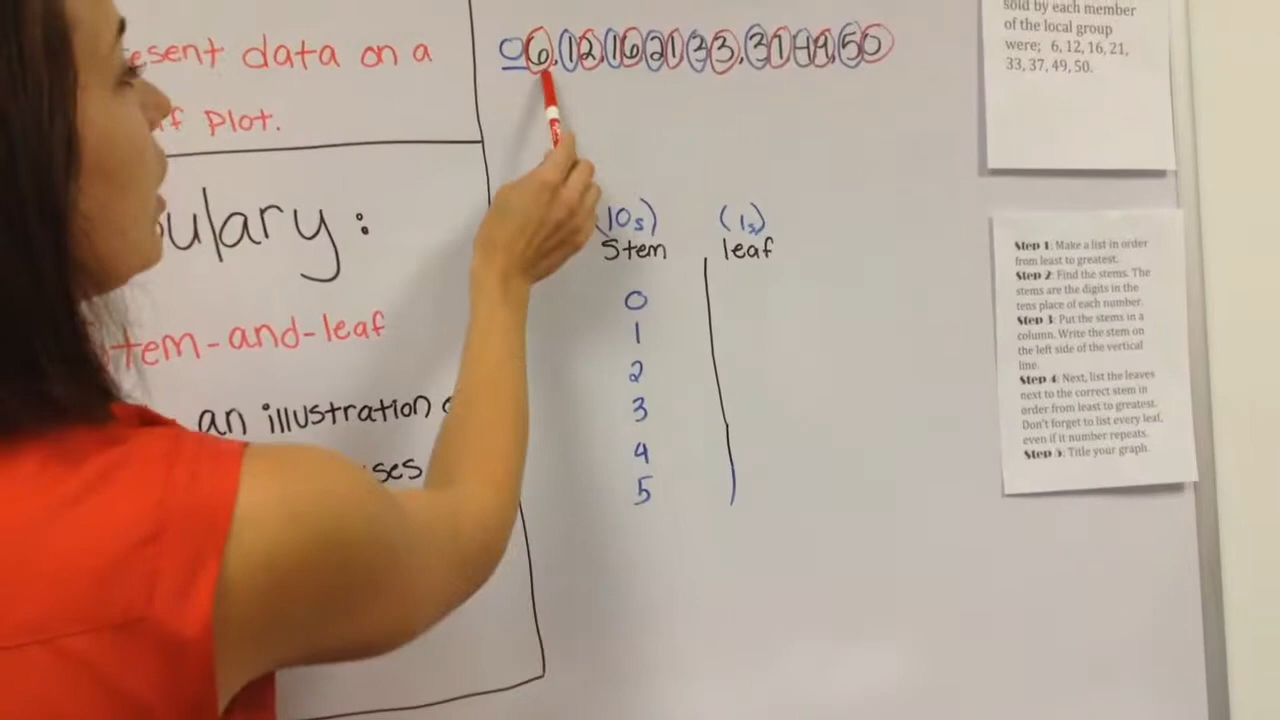 esent data on a
f plot.
ulary:
tem-and-leaf
an illustration
ses
06, 12, 16, 21, 33, 37, 49, 50
(10s) (1s)
Stem leaf
0
1
2
3
4
5
sold by each member
of the local group
were; 6, 12, 16, 21,
33, 37, 49, 50.
Step 1: Make a list in order
from least to greatest.
Step 2: Find the stems. The
stems are the digits in the
tens place of each number.
Step 3: Put the stems in a
column. Write the stem on
the left side of the vertical
line.
Step 4: Next, list the leaves
next to the correct stem in
order from least to greatest.
Don't forget to list every leaf,
even if it number repeats.
Step 5: Title your graph.